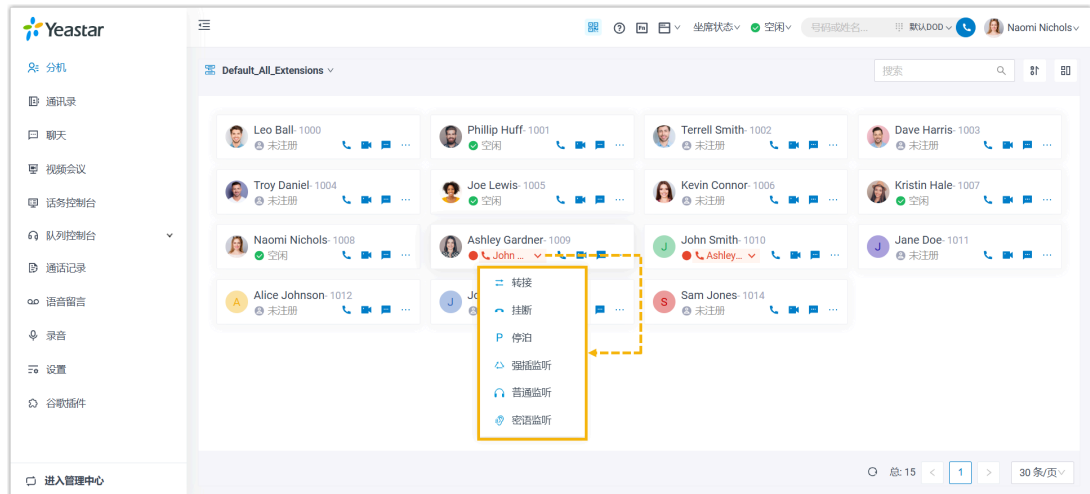 Yeastar
Fn 坐席状态 空闲 号码或姓名... 默认DOD Naomi Nichols
分机
通讯录
聊天
视频会议
话务控制台
队列控制台
通话记录
语音留言
录音
设置
谷歌插件
进入管理中心
Default_All_Extensions 搜索
Leo Ball- 1000
未注册
Phillip Huff- 1001
空闲
Terrell Smith- 1002
未注册
Dave Harris- 1003
未注册
Troy Daniel- 1004
未注册
Joe Lewis- 1005
空闲
Kevin Connor- 1006
未注册
Kristin Hale- 1007
空闲
Naomi Nichols- 1008
空闲
Ashley Gardner- 1009
John ...
J John Smith- 1010
Ashley...
J Jane Doe- 1011
未注册
A Alice Johnson- 1012
未注册
J
S Sam Jones- 1014
未注册
转接
挂断
P 停泊
强插监听
普通监听
密语监听
总: 15 < 1 > 30 条/页